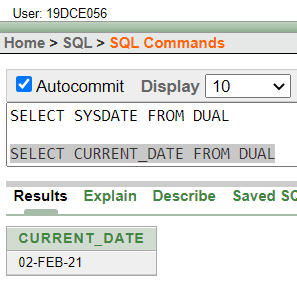 User: 19DCE056
Home > SQL > SQL Commands
Autocommit Display 10
SELECT SYSDATE FROM DUAL
SELECT CURRENT_DATE FROM DUAL
Results Explain Describe Saved
CURRENT_DATE
02-FEB-21